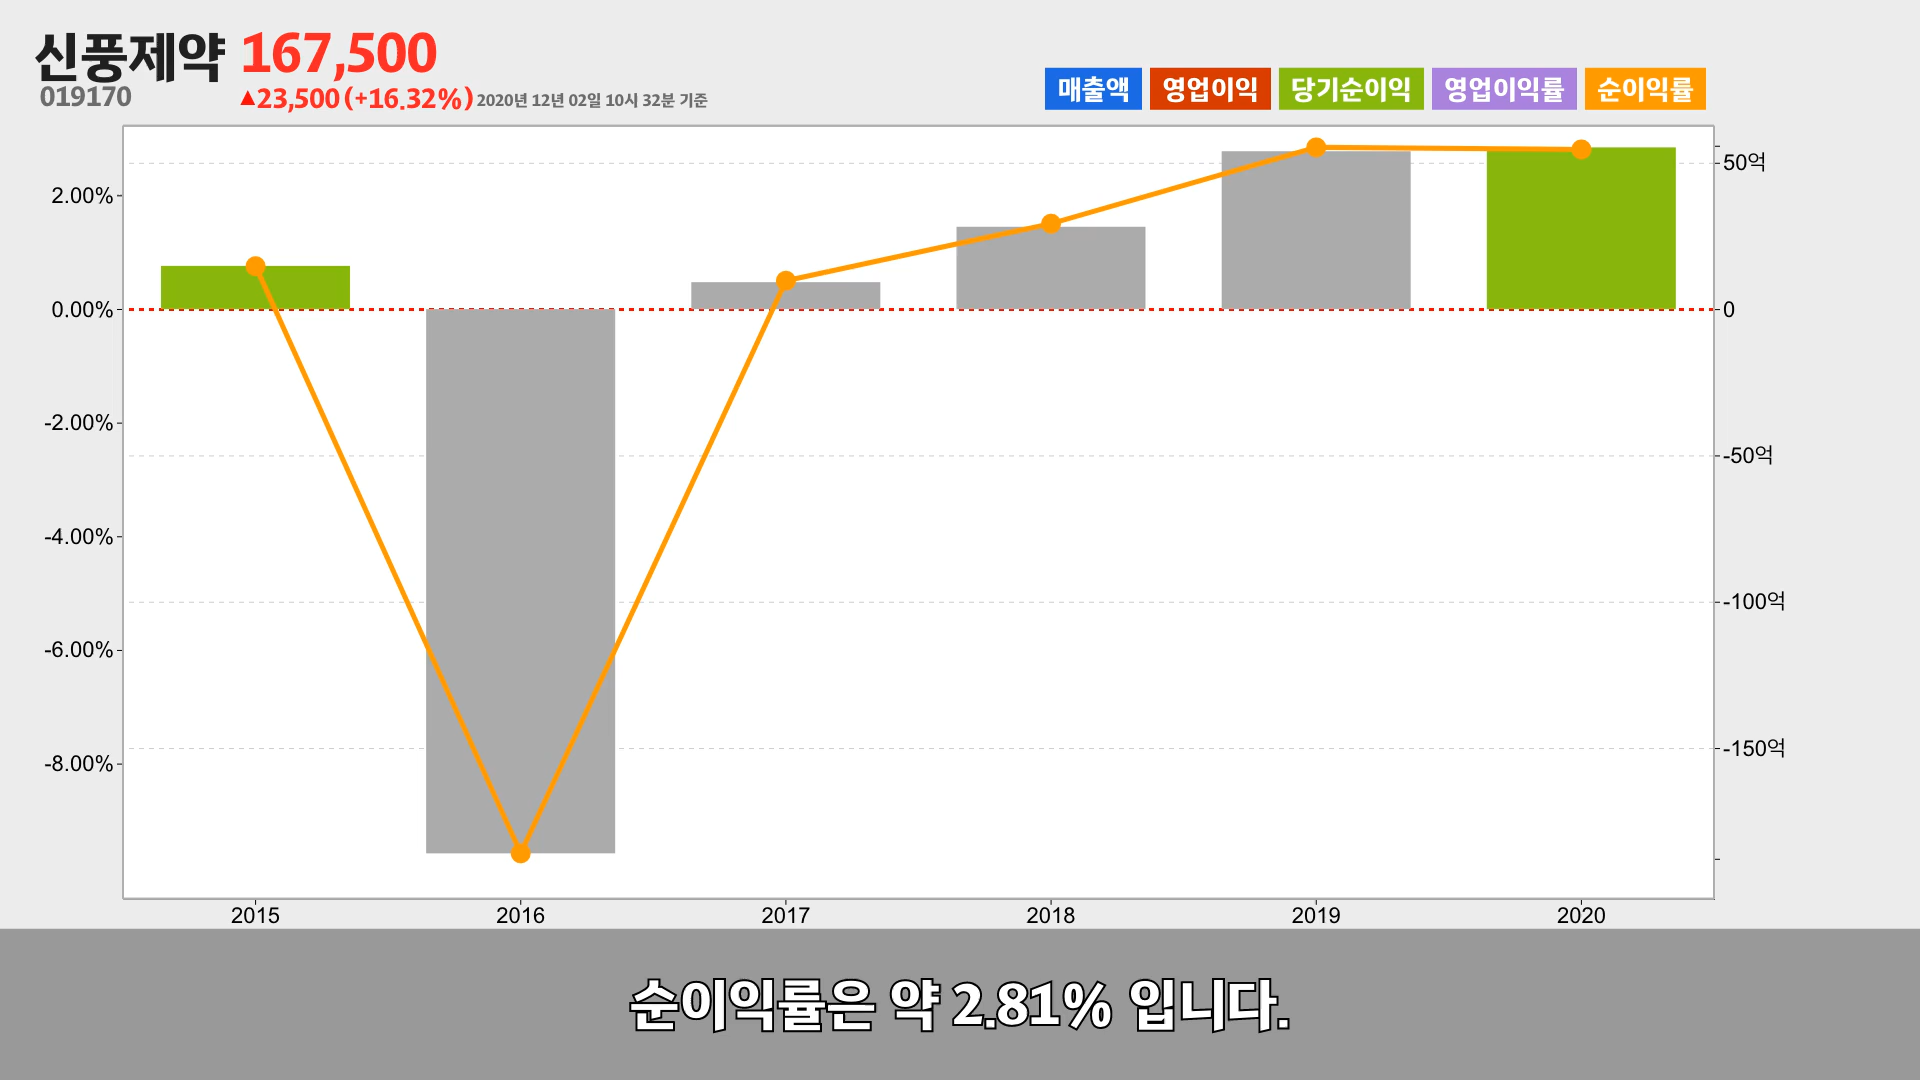 신풍제약 167,500
019170 ▲23,500 (+16.32%) 2020년 12년 02일 10시 32분 기준
매출액 영업이익 당기순이익 영업이익률 순이익률
2.00%
0.00%
-2.00%
-4.00%
-6.00%
-8.00%
50억
0
-50억
-100억
-150억
2015 2016 2017 2018 2019 2020
순이익률은 약 2.81% 입니다.